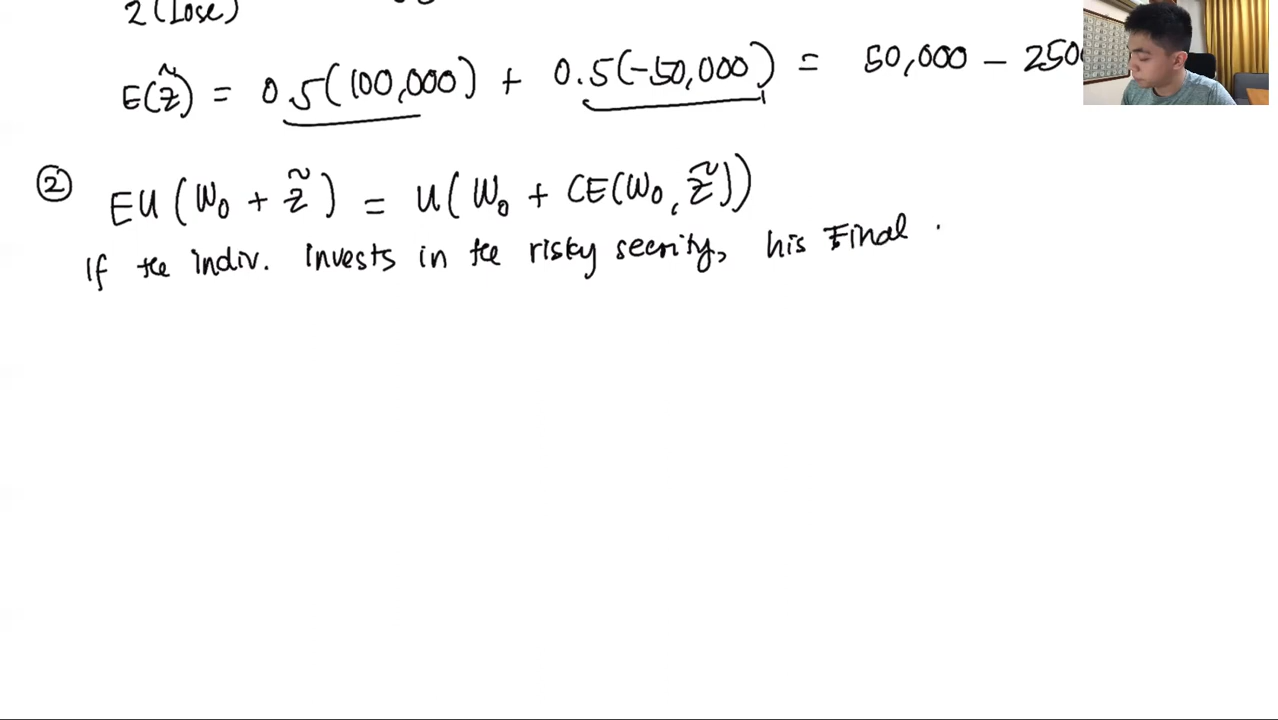 2 (Lose)
E(z̃) = 0.5(100,000) + 0.5(-50,000) = 50,000 - 250
② EU(W₀ + z̃) = U(W₀ + CE(W₀, z̃))
If the indiv. invests in the risky security, his Final